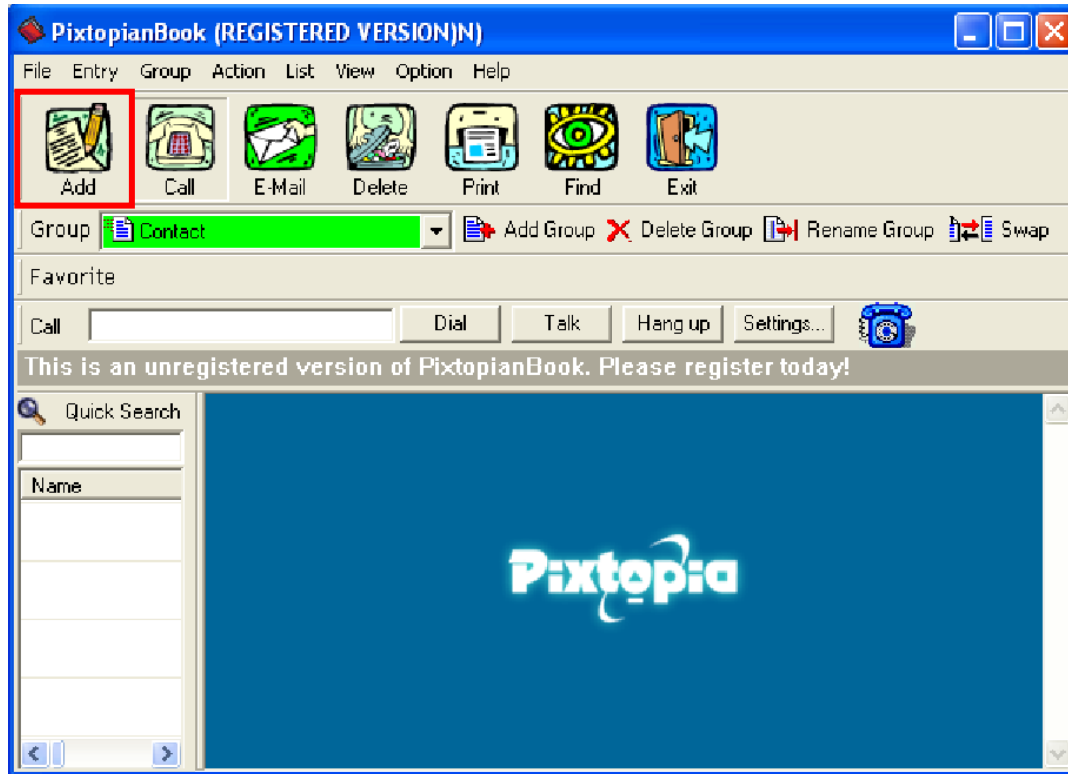 PixtopianBook (REGISTERED VERSION)N)
File Entry Group Action List View Option Help
Add Call E-Mail Delete Print Find Exit
Group Contact Add Group Delete Group Rename Group Swap
Favorite
Call Dial Talk Hang up Settings...
This is an unregistered version of PixtopianBook. Please register today!
Quick Search
Name
Pixtopia